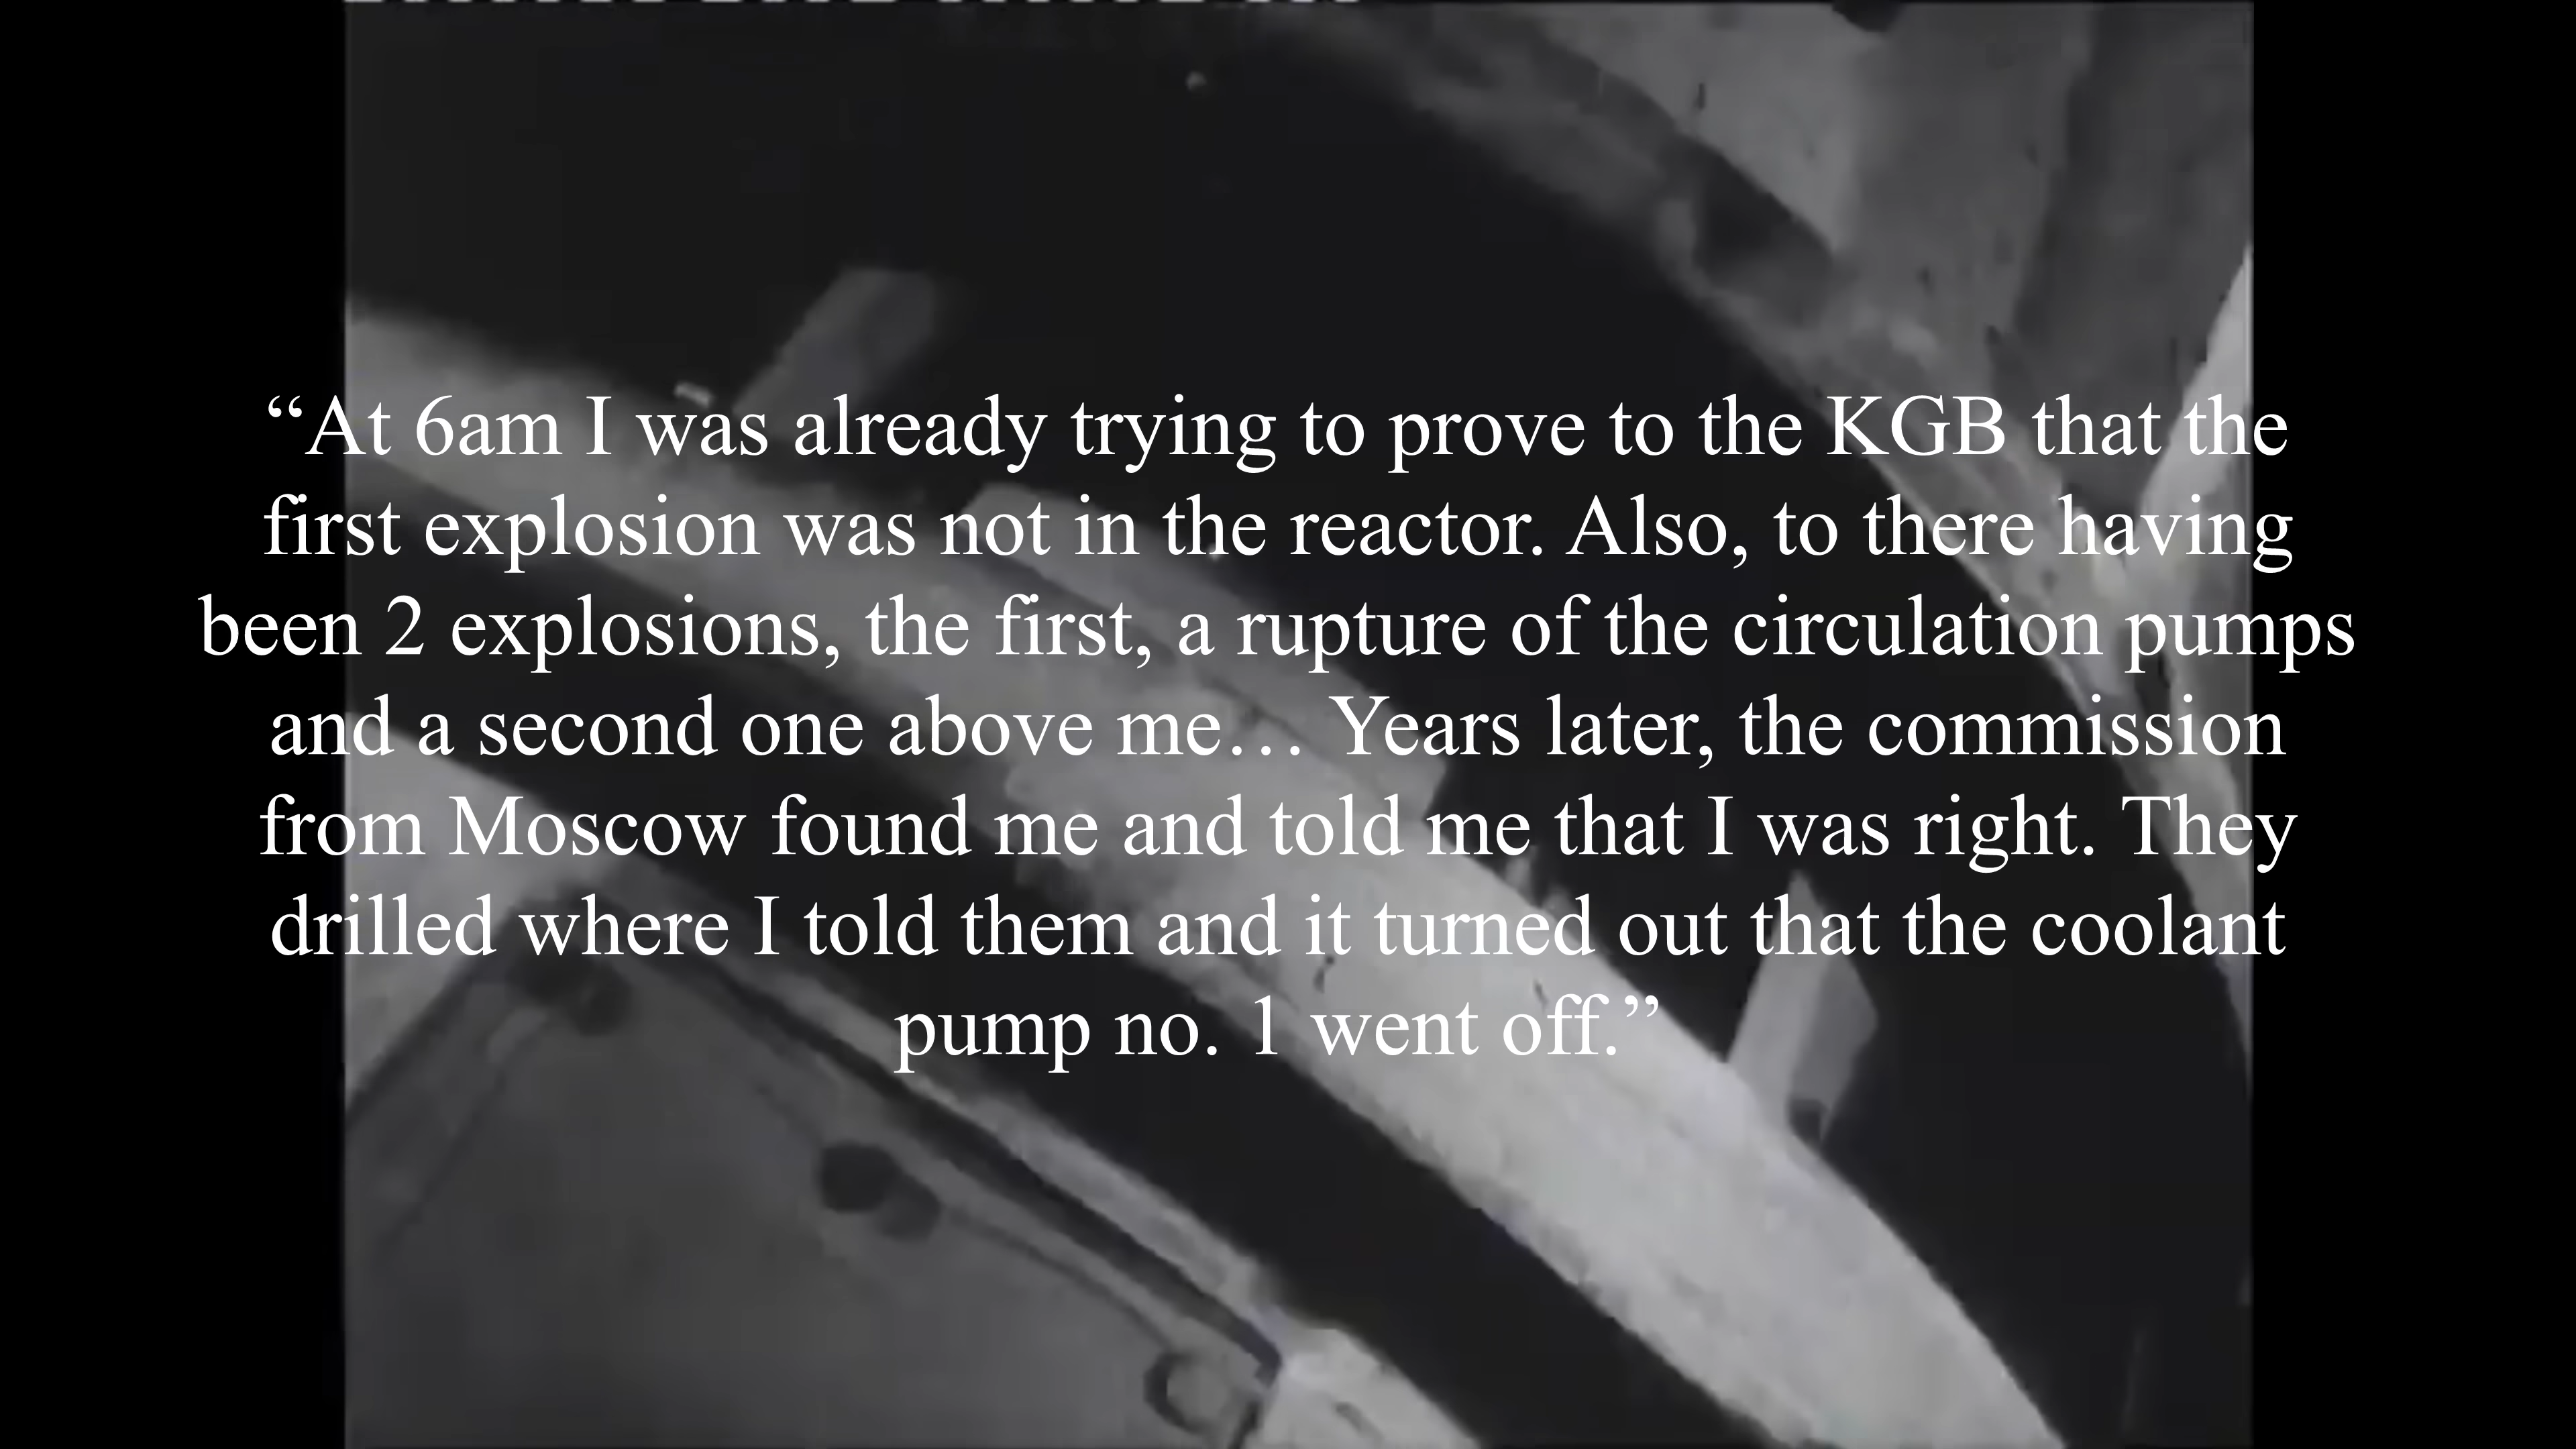 “At 6am I was already trying to prove to the KGB that the
first explosion was not in the reactor. Also, to there having
been 2 explosions, the first, a rupture of the circulation pumps
and a second one above me… Years later, the commission
from Moscow found me and told me that I was right. They
drilled where I told them and it turned out that the coolant
pump no. 1 went off.”